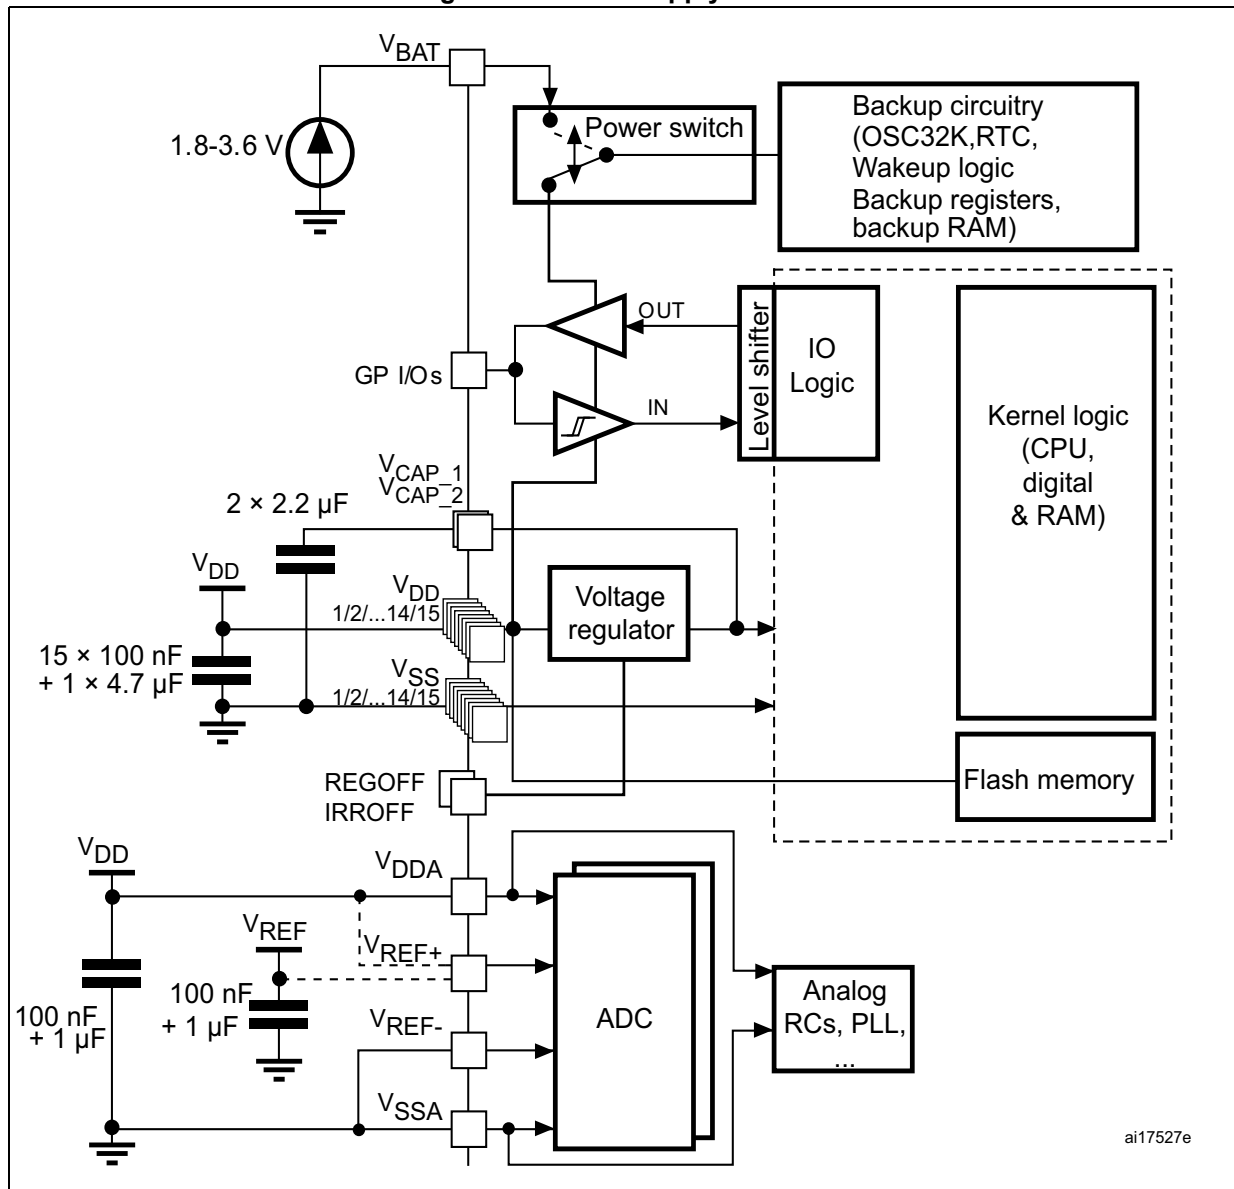 VBAT
1.8-3.6 V
Power switch
Backup circuitry
(OSC32K,RTC,
Wakeup logic
Backup registers,
backup RAM)
OUT
GP I/Os
IN
Level shifter
IO
Logic
Kernel logic
(CPU,
digital
& RAM)
VCAP_1
VCAP_2
2 × 2.2 μF
VDD
VDD
1/2/...14/15
Voltage
regulator
15 × 100 nF
+ 1 × 4.7 μF
VSS
1/2/...14/15
REGOFF
IRROFF
Flash memory
VDD
VDDA
VREF
VREF+
100 nF
+ 1 μF
100 nF
+ 1 μF
VREF-
ADC
Analog
RCs, PLL,
...
VSSA
ai17527e